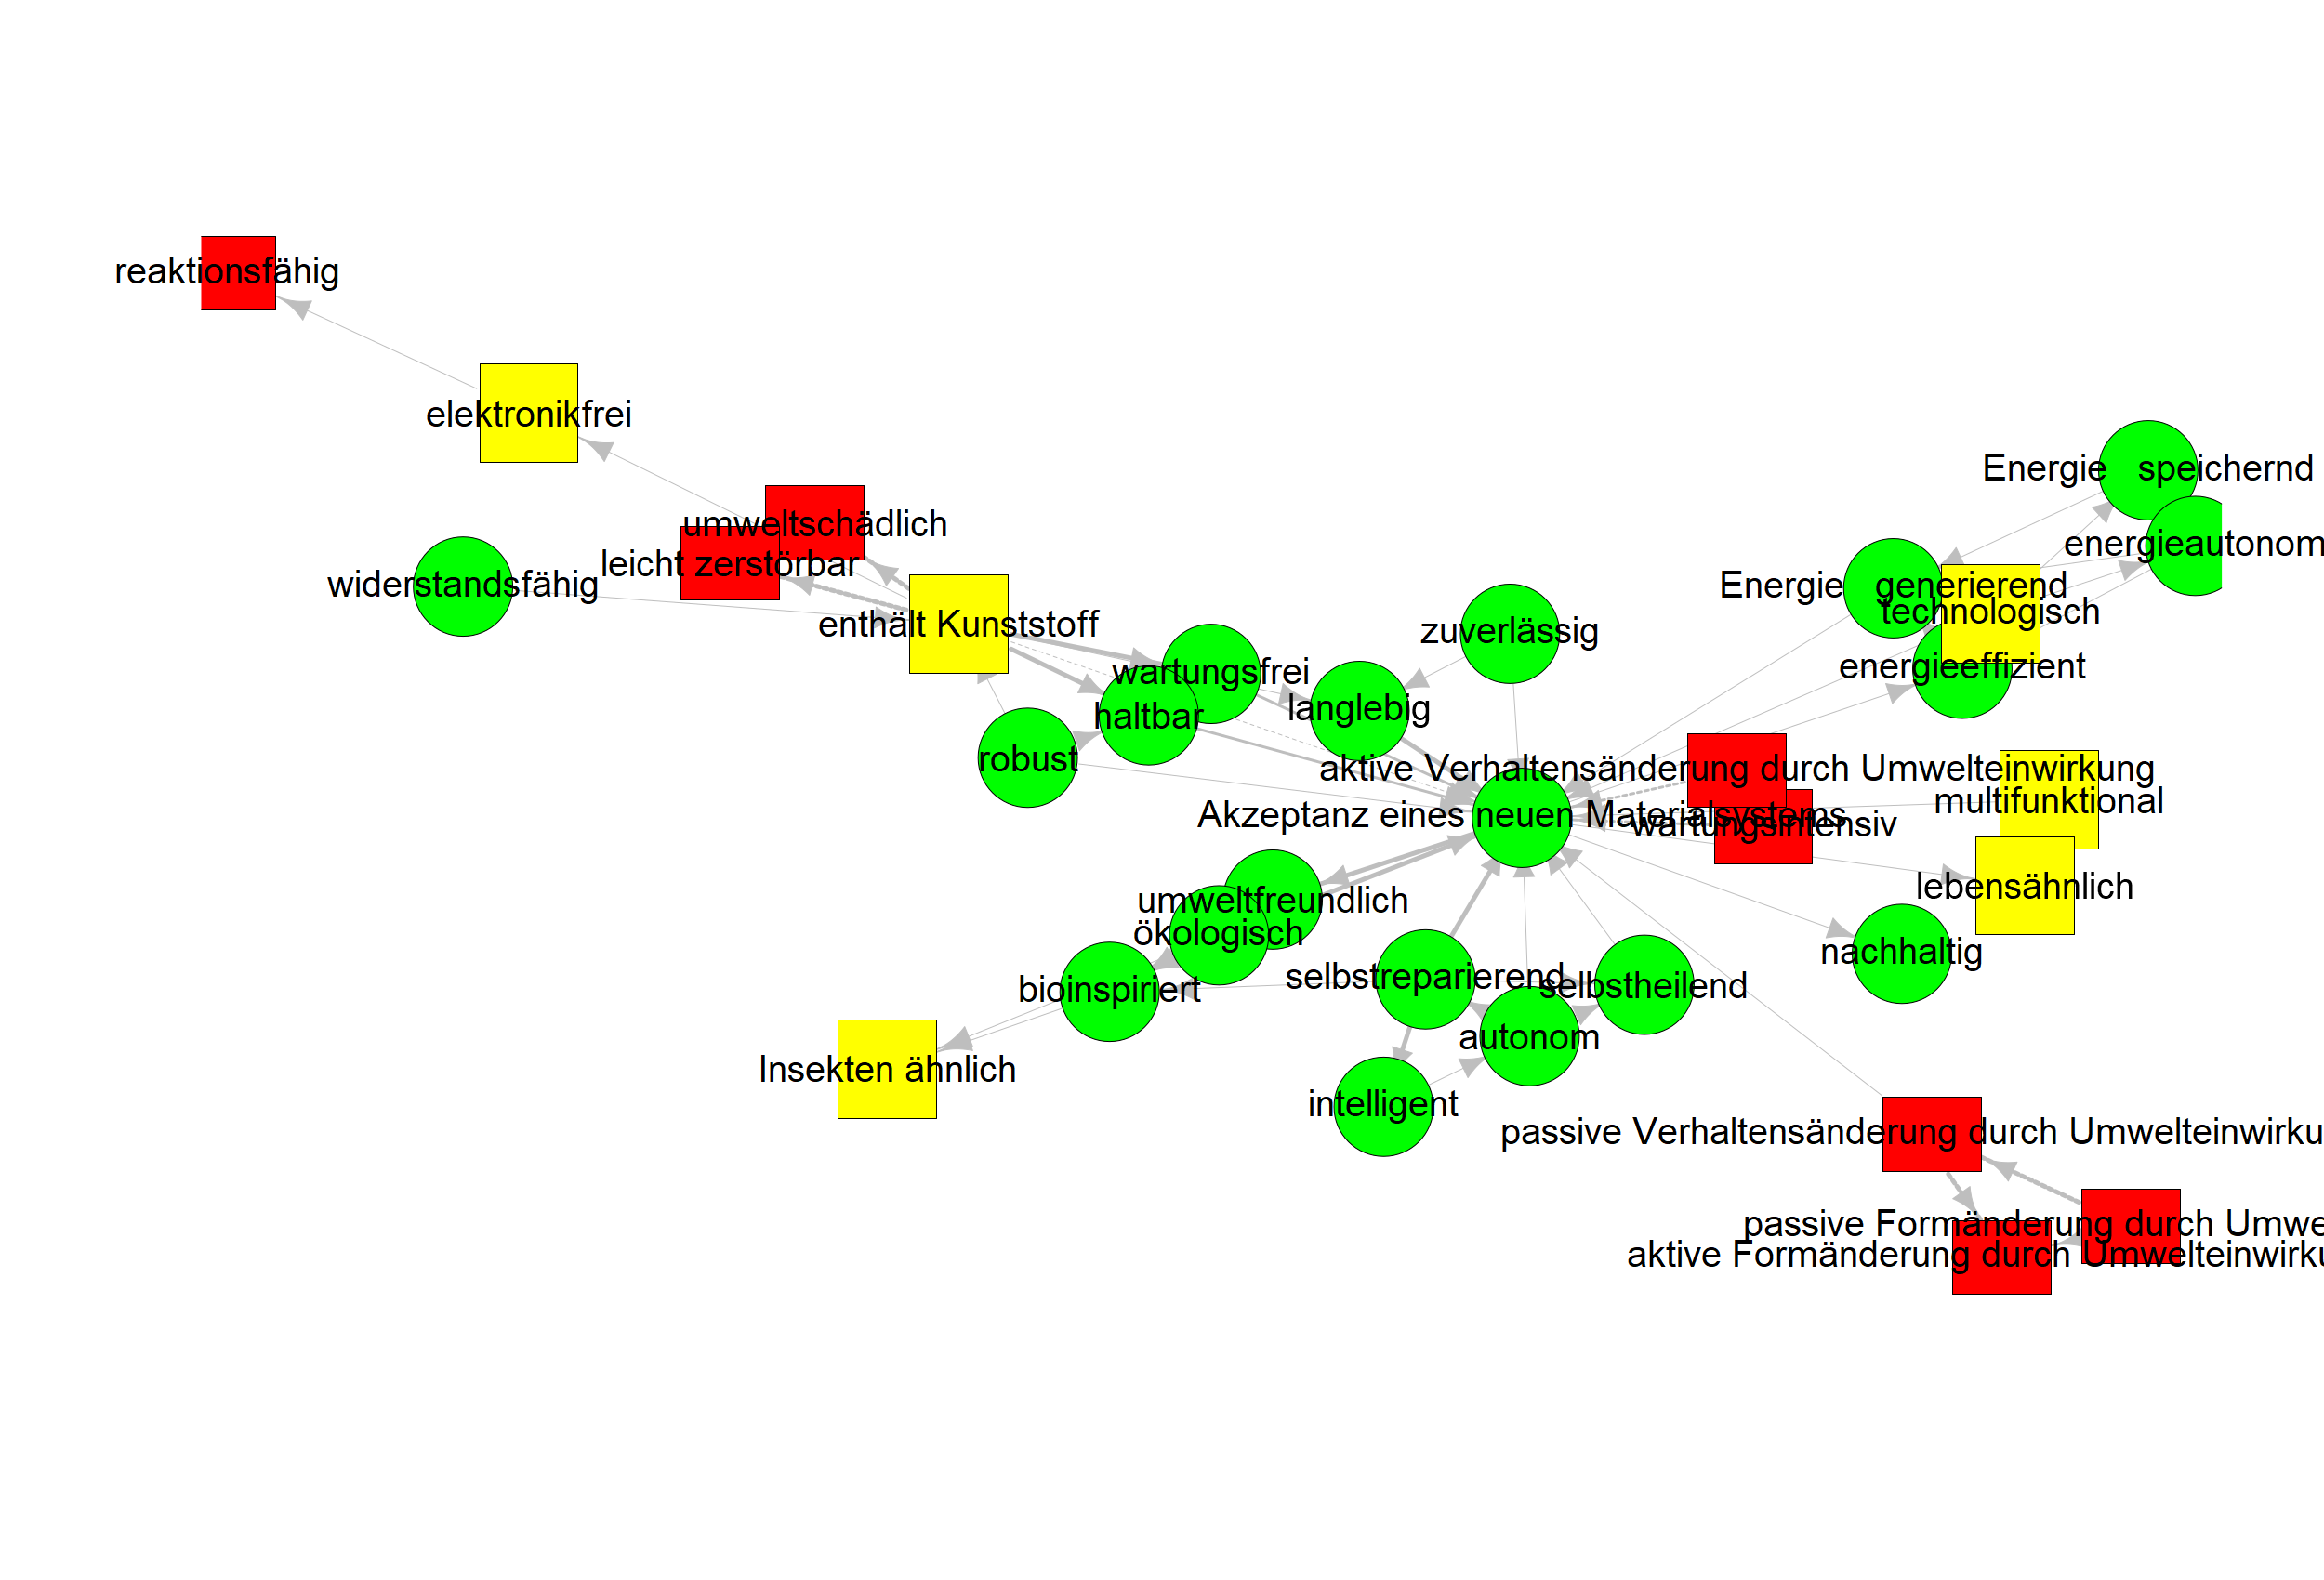 reaktionsfähig
elektronikfrei
Energie speichernd
umweltschädlich
energieautonom
leicht zerstörbar
widerstandsfähig
Energie generierend
technologisch
enthält Kunststoff
zuverlässig
energieeffizient
wartungsfrei
langlebig
haltbar
robust
aktive Verhaltensänderung durch Umwelteinwirkung
multifunktional
Akzeptanz eines neuen Materialsystems
wartungsintensiv
lebensähnlich
umweltfreundlich
ökologisch
nachhaltig
selbstreparierend
selbstheilend
bioinspiriert
autonom
Insekten ähnlich
intelligent
passive Verhaltensänderung durch Umwelteinwirku
passive Formänderung durch Umwe
aktive Formänderung durch Umwelteinwirku